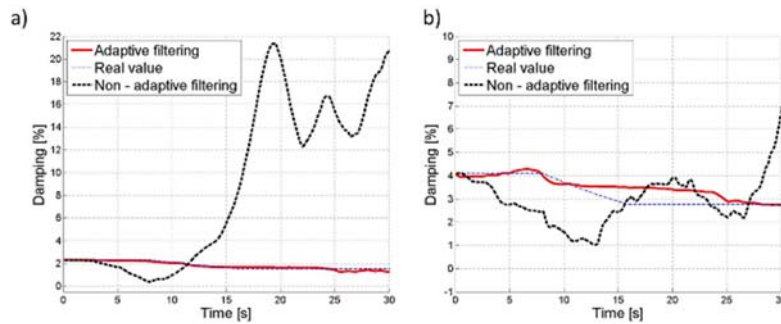 a)
22
20
18
16
14
12
10
8
6
4
2
0
Damping [%]
Adaptive filtering
Real value
Non - adaptive filtering
0 5 10 15 20 25 30
Time [s]
b)
10
9
8
7
6
5
4
3
2
1
0
-1
Damping [%]
Adaptive filtering
Real value
Non - adaptive filtering
0 5 10 15 20 25 30
Time [s]